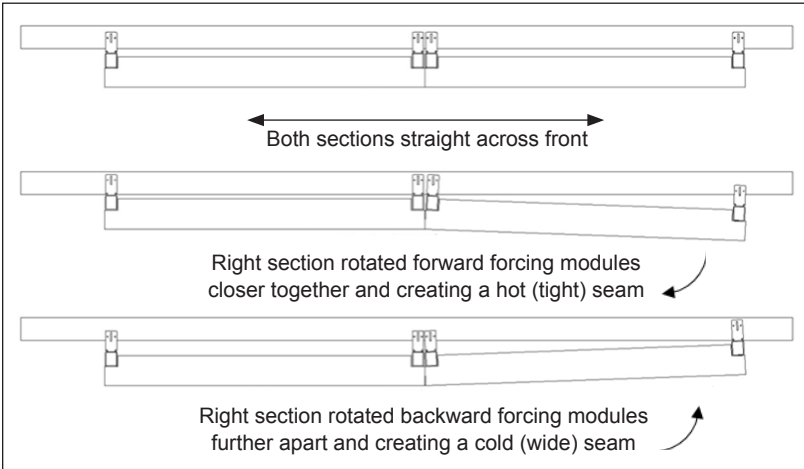 Both sections straight across front
Right section rotated forward forcing modules
closer together and creating a hot (tight) seam
Right section rotated backward forcing modules
further apart and creating a cold (wide) seam